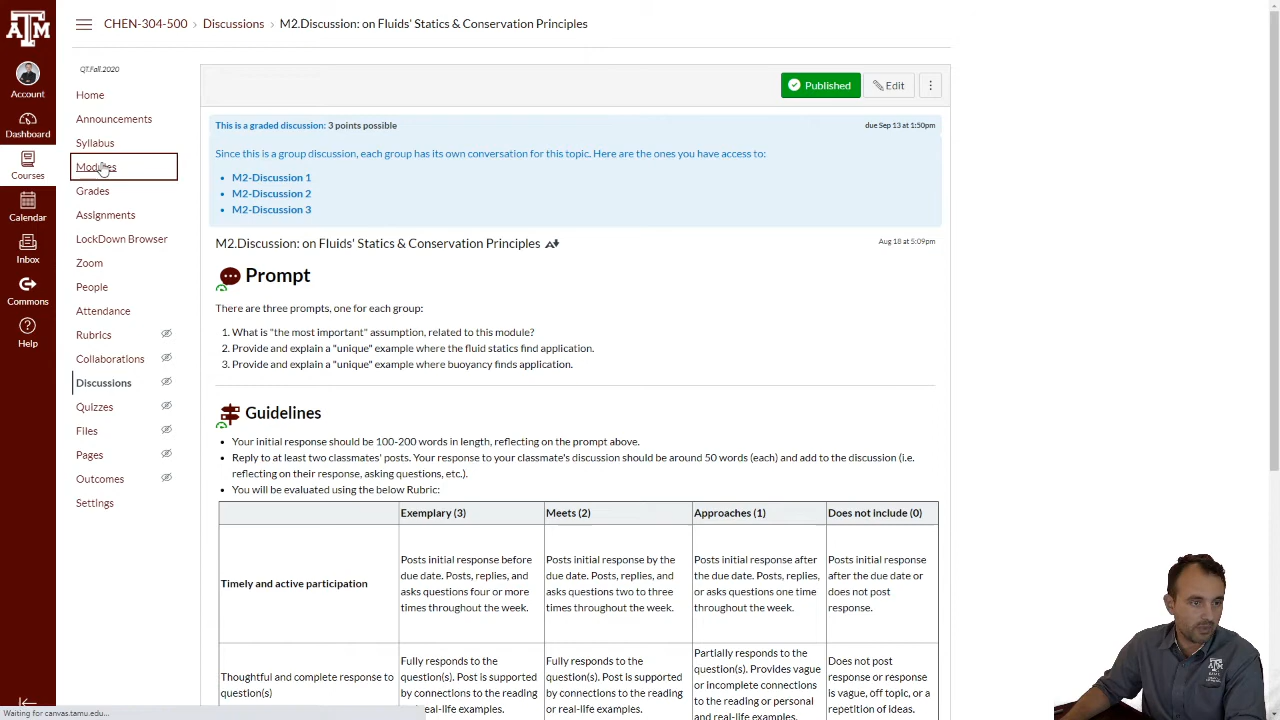 ATM
CHEN-304-500 › Discussions › M2.Discussion: on Fluids' Statics & Conservation Principles
Account
Dashboard
Courses
Calendar
Inbox
Commons
Help
QT.Fall.2020
Home
Announcements
Syllabus
Modules
Grades
Assignments
LockDown Browser
Zoom
People
Attendance
Rubrics
Collaborations
Discussions
Quizzes
Files
Pages
Outcomes
Settings
Published
Edit
This is a graded discussion: 3 points possible
due Sep 13 at 1:50pm
Since this is a group discussion, each group has its own conversation for this topic. Here are the ones you have access to:
• M2-Discussion 1
• M2-Discussion 2
• M2-Discussion 3
M2.Discussion: on Fluids' Statics & Conservation Principles
Aug 18 at 5:09pm
Prompt
There are three prompts, one for each group:
1. What is "the most important" assumption, related to this module?
2. Provide and explain a "unique" example where the fluid statics find application.
3. Provide and explain a "unique" example where buoyancy finds application.
Guidelines
• Your initial response should be 100-200 words in length, reflecting on the prompt above.
• Reply to at least two classmates' posts. Your response to your classmate's discussion should be around 50 words (each) and add to the discussion (i.e.
reflecting on their response, asking questions, etc.).
• You will be evaluated using the below Rubric:
Exemplary (3)
Meets (2)
Approaches (1)
Does not include (0)
Timely and active participation
Posts initial response before
due date. Posts, replies, and
asks questions four or more
times throughout the week.
Posts initial response by the
due date. Posts, replies, and
asks questions two to three
times throughout the week.
Posts initial response after
the due date. Posts, replies,
or asks questions one time
throughout the week.
Posts initial response
after the due date or
does not post
response.
Thoughtful and complete response to
question(s)
Fully responds to the
question(s). Post is supported
by connections to the reading
and real-life examples.
Fully responds to the
question(s). Post is supported
by connections to the reading
or real-life examples.
Partially responds to the
question(s). Provides vague
or incomplete connections
to the reading or personal
and real-life examples.
Does not post
response or response
is vague, off topic, or a
repetition of ideas.
Waiting for canvas.tamu.edu...
ATM